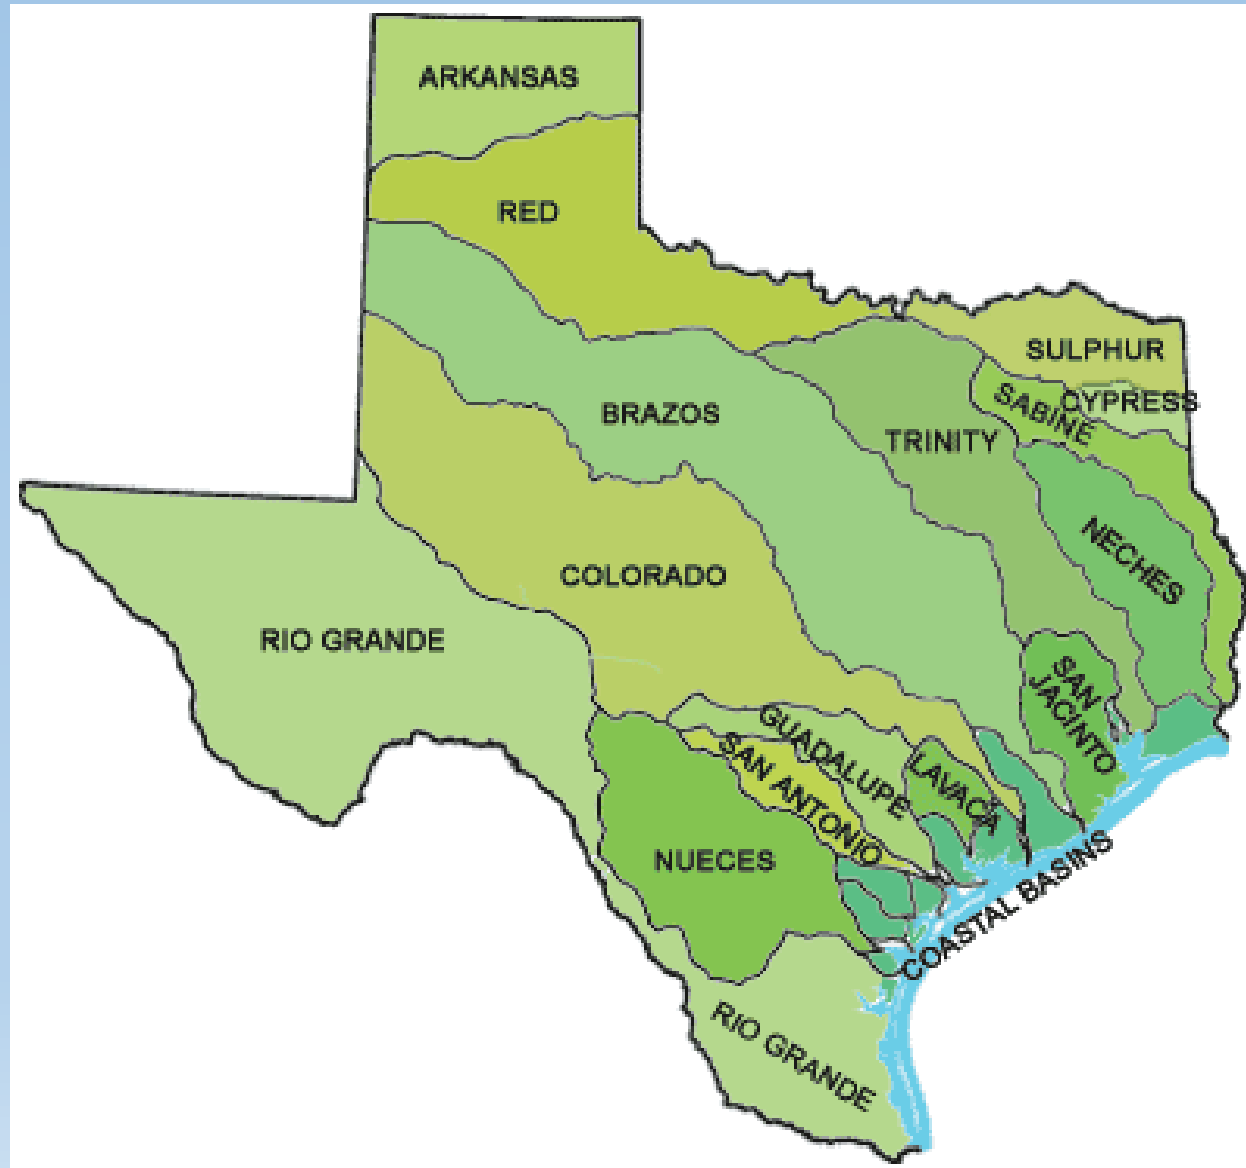 ARKANSAS
RED
SULPHUR
CYPRESS
SABINE
BRAZOS
TRINITY
NECHES
COLORADO
RIO GRANDE
SAN
JACINTO
GUADALUPE
SAN ANTONIO
LAVACA
NUECES
COASTAL BASINS
RIO GRANDE